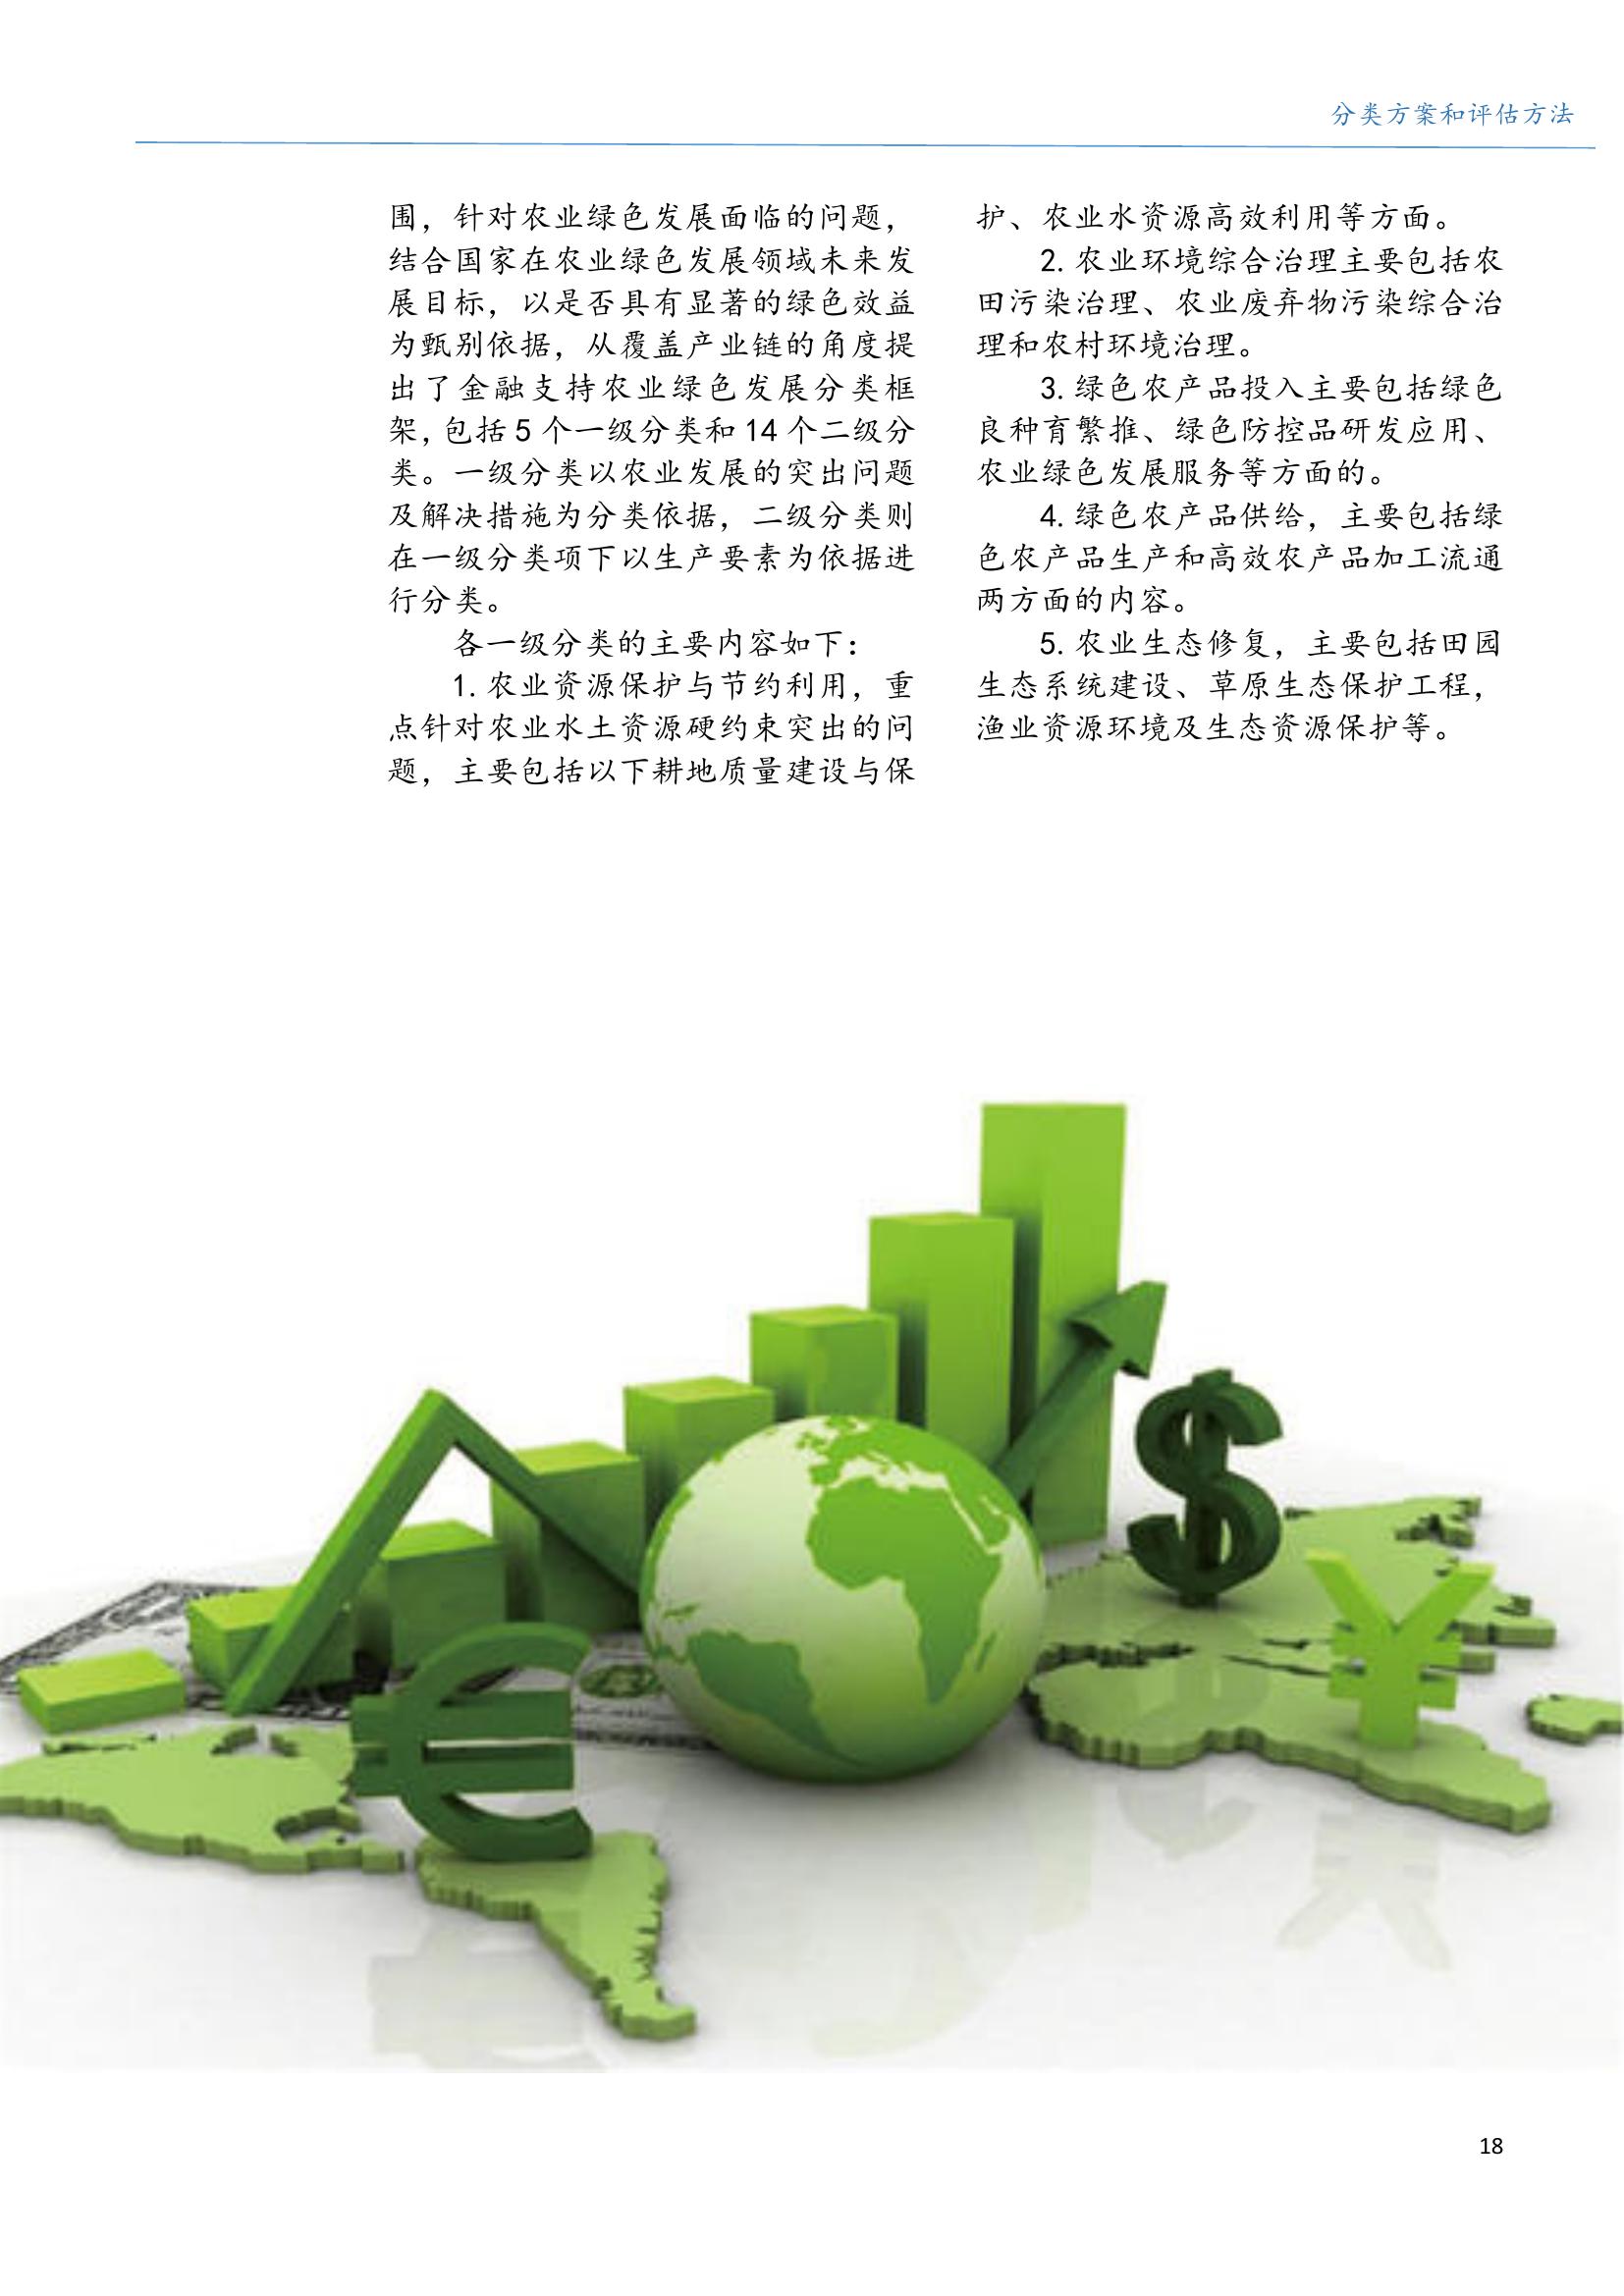 分类方案和评估方法
围，针对农业绿色发展面临的问题，
结合国家在农业绿色发展领域未来发
展目标，以是否具有显著的绿色效益
为甄别依据，从覆盖产业链的角度提
出了金融支持农业绿色发展分类框
架，包括 5 个一级分类和 14 个二级分
类。一级分类以农业发展的突出问题
及解决措施为分类依据，二级分类则
在一级分类项下以生产要素为依据进
行分类。
各一级分类的主要内容如下：
1.农业资源保护与节约利用，重
点针对农业水土资源硬约束突出的问
题，主要包括以下耕地质量建设与保
护、农业水资源高效利用等方面。
2.农业环境综合治理主要包括农
田污染治理、农业废弃物污染综合治
理和农村环境治理。
3.绿色农产品投入主要包括绿色
良种育繁推、绿色防控品研发应用、
农业绿色发展服务等方面的。
4.绿色农产品供给，主要包括绿
色农产品生产和高效农产品加工流通
两方面的内容。
5.农业生态修复，主要包括田园
生态系统建设、草原生态保护工程，
渔业资源环境及生态资源保护等。
$
¥
€
18